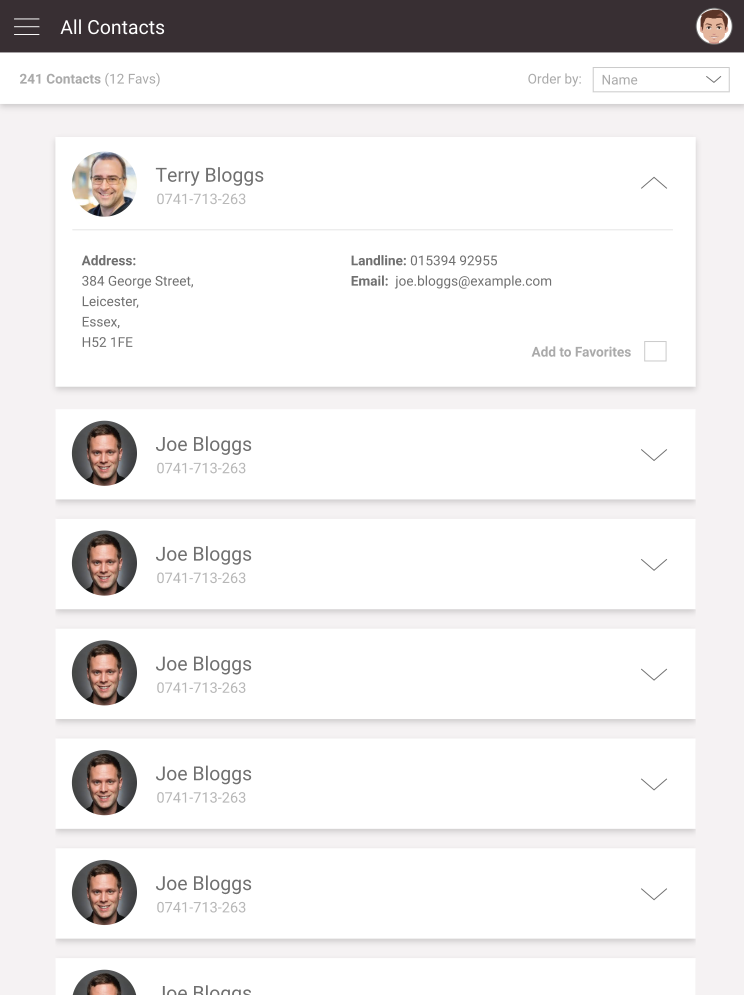 All Contacts
241 Contacts (12 Favs)
Order by: Name
Terry Bloggs
0741-713-263
Address:
384 George Street,
Leicester,
Essex,
H52 1FE
Landline: 015394 92955
Email: joe.bloggs@example.com
Add to Favorites
Joe Bloggs
0741-713-263
Joe Bloggs
0741-713-263
Joe Bloggs
0741-713-263
Joe Bloggs
0741-713-263
Joe Bloggs
0741-713-263
Joe Bloggs